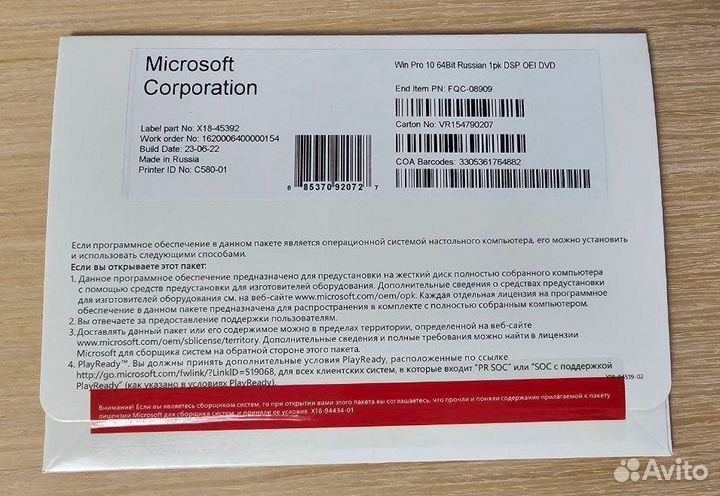 Microsoft
Corporation
Label part No: X18-45392
Work order No: 1620006400000154
Build Date: 23-06-22
Made in Russia
Printer ID No: C580-01
8 85370 92072 7
Win Pro 10 64Bit Russian 1pk DSP OEI DVD
End Item PN: FQC-08909
Carton No: VR154790207
COA Barcodes: 3305361764882
Если программное обеспечение в данном пакете является операционной системой настольного компьютера, его можно установить
и использовать следующими способами.
Если вы открываете этот пакет:
1. Данное программное обеспечение предназначено для предустановки на жесткий диск полностью собранного компьютера
с помощью средств предустановки для изготовителей оборудования. Дополнительные сведения о средствах предустановки
для изготовителей оборудования см. на веб-сайте www.microsoft.com/oem/opk. Каждая отдельная лицензия на программное
обеспечение в пакете предназначена для распространения в комплекте с полностью собранным компьютером.
2. Вы отвечаете за предоставление поддержки пользователям.
3. Доставлять данный пакет или его содержимое можно в пределах территории, определенной на веб-сайте
www.microsoft.com/oem/sblicense/territory. Дополнительные сведения и полные требования можно найти в лицензии
Microsoft для сборщика систем на обратной стороне этого пакета.
4. PlayReady™. Вы должны принять дополнительные условия PlayReady, расположенные по ссылке
http://go.microsoft.com/fwlink/?LinkID=519068, для всех клиентских систем, в которые входит "PR SOC" или "SOC с поддержкой
PlayReady" (как указано в условиях PlayReady).
X18-94519-02
Внимание! Если вы являетесь сборщиком систем, то при открытии вами этого пакета вы соглашаетесь, что прочли и поняли содержание прилагаемой к пакету
лицензии Microsoft для сборщика систем, и приняли ее условия. X18-94434-01
Avito